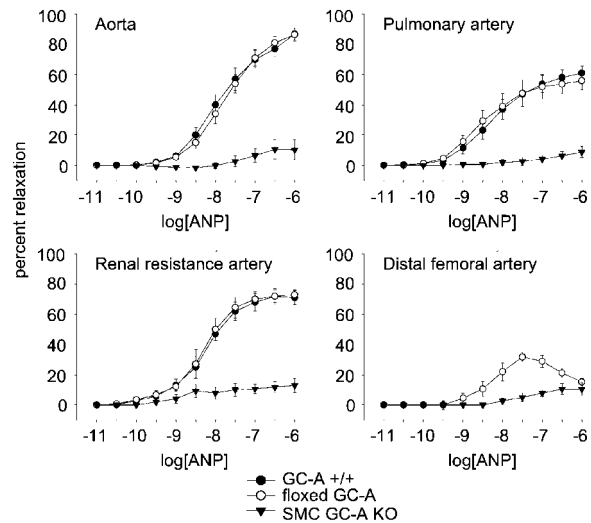 Aorta
Pulmonary artery
100
80
60
40
20
0
-11 -10 -9 -8 -7 -6
log[ANP]
100
80
60
40
20
0
-11 -10 -9 -8 -7 -6
log[ANP]
percent relaxation
Renal resistance artery
Distal femoral artery
100
80
60
40
20
0
-11 -10 -9 -8 -7 -6
log[ANP]
100
80
60
40
20
0
-11 -10 -9 -8 -7 -6
log[ANP]
GC-A +/+
floxed GC-A
SMC GC-A KO